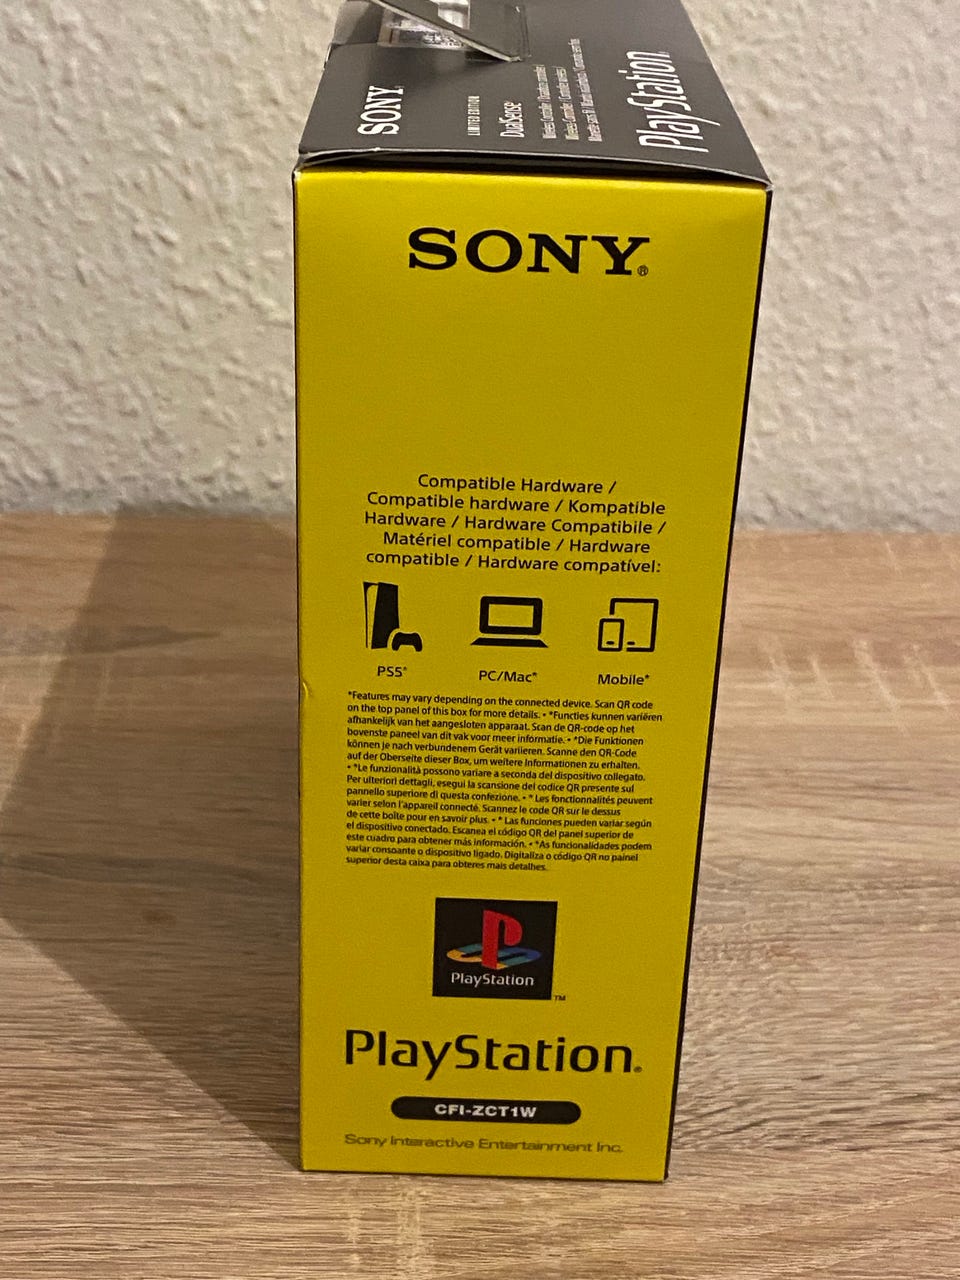 SONY
LIMITED EDITION
DualSense
PlayStation
SONY®
Compatible Hardware /
Compatible hardware / Kompatible
Hardware / Hardware Compatibile /
Matériel compatible / Hardware
compatible / Hardware compatível:
PS5* PC/Mac* Mobile*
*Features may vary depending on the connected device. Scan QR code
on the top panel of this box for more details. • *Functies kunnen variëren
afhankelijk van het aangesloten apparaat. Scan de QR-code op het
bovenste paneel van dit vak voor meer informatie. • *Die Funktionen
können je nach verbundenem Gerät variieren. Scanne den QR-Code
auf der Oberseite dieser Box, um weitere Informationen zu erhalten.
• *Le funzionalità possono variare a seconda del dispositivo collegato.
Per ulteriori dettagli, esegui la scansione del codice QR presente sul
pannello superiore di questa confezione. • * Les fonctionnalités peuvent
varier selon l'appareil connecté. Scannez le code QR sur le dessus
de cette boîte pour en savoir plus. • * Las funciones pueden variar según
el dispositivo conectado. Escanea el código QR del panel superior de
este cuadro para obtener más información. • *As funcionalidades podem
variar consoante o dispositivo ligado. Digitaliza o código QR no painel
superior desta caixa para obteres mais detalhes.
PlayStation
™
PlayStation®
CFI-ZCT1W
Sony Interactive Entertainment Inc.